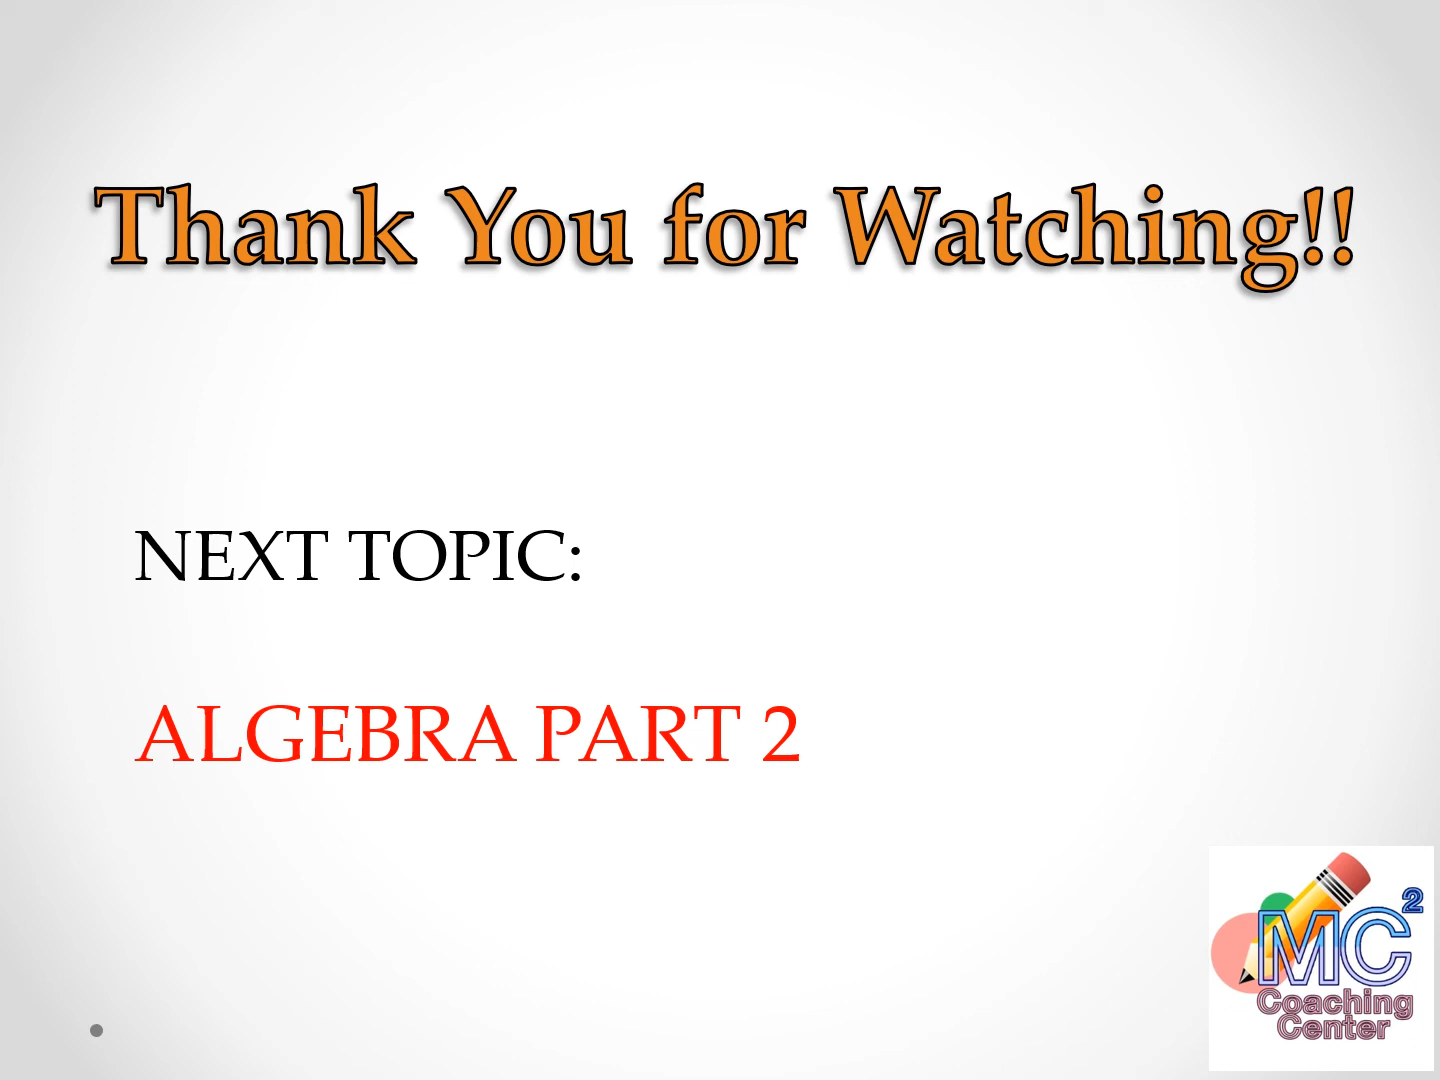 Thank You for Watching!!
NEXT TOPIC:
ALGEBRA PART 2
MC²
Coaching
Center